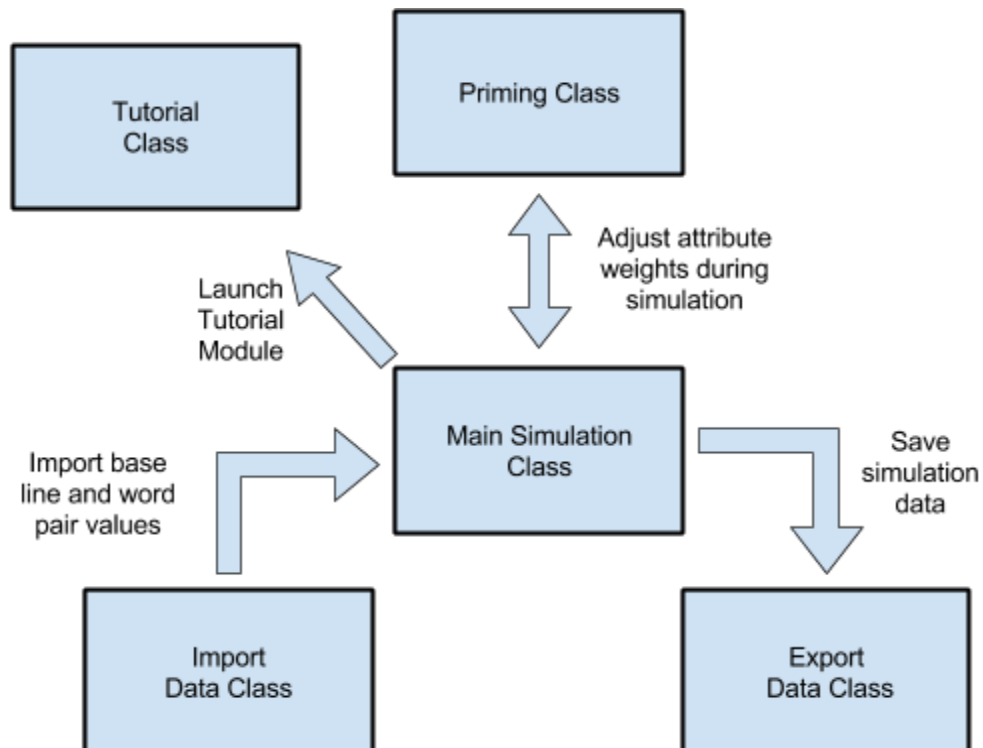 Tutorial
Class
Priming Class
Adjust attribute
weights during
simulation
Launch
Tutorial
Module
Main Simulation
Class
Import base
line and word
pair values
Save
simulation
data
Import
Data Class
Export
Data Class